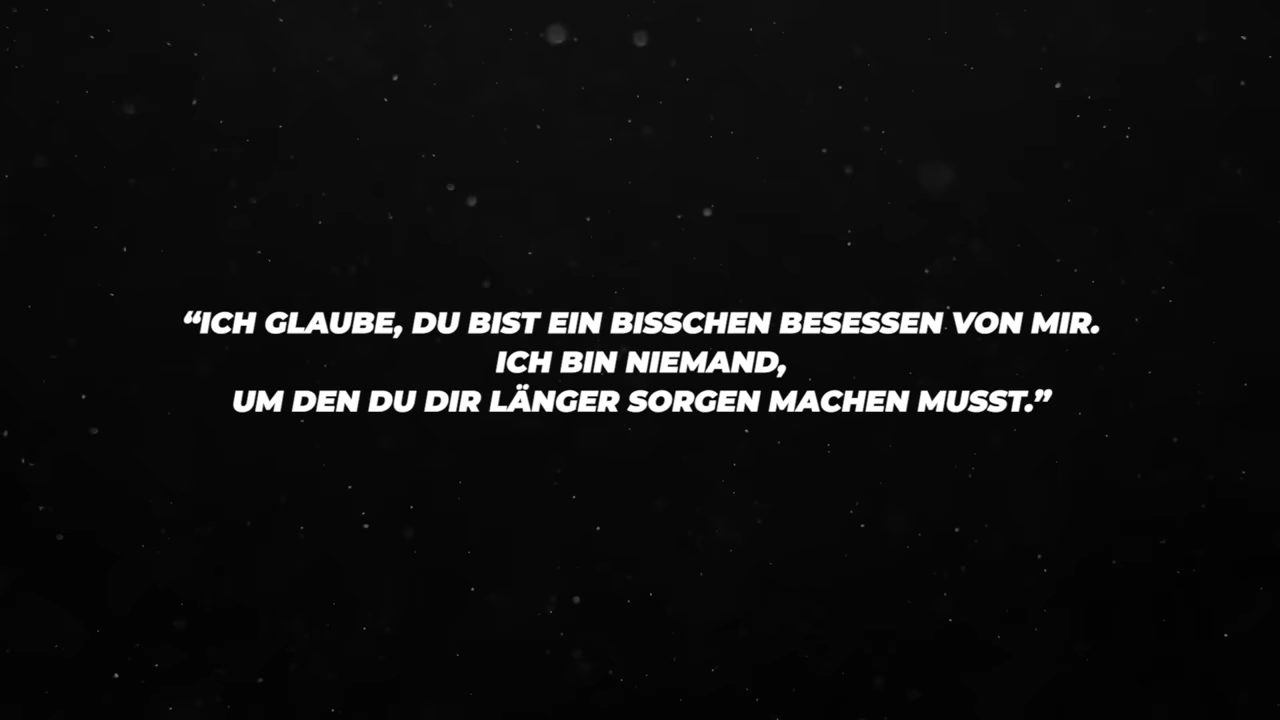 “ICH GLAUBE, DU BIST EIN BISSCHEN BESESSEN VON MIR.
ICH BIN NIEMAND,
UM DEN DU DIR LÄNGER SORGEN MACHEN MUSST.”